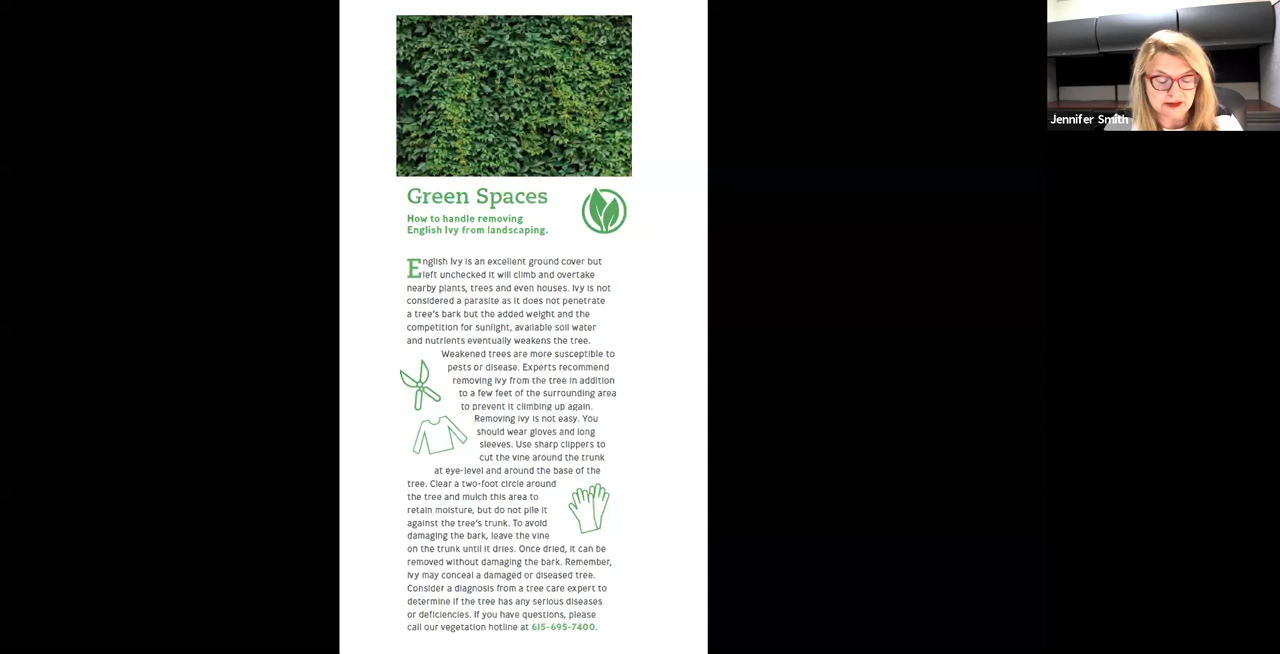 Green Spaces
How to handle removing
English Ivy from landscaping.
English Ivy is an excellent ground cover but
left unchecked it will climb and overtake
nearby plants, trees and even houses. Ivy is not
considered a parasite as it does not penetrate
a tree's bark but the added weight and the
competition for sunlight, available soil water
and nutrients eventually weakens the tree.
Weakened trees are more susceptible to
pests or disease. Experts recommend
removing Ivy from the tree in addition
to a few feet of the surrounding area
to prevent it climbing up again.
Removing Ivy is not easy. You
should wear gloves and long
sleeves. Use sharp clippers to
cut the vine around the trunk
at eye-level and around the base of the
tree. Clear a two-foot circle around
the tree and mulch this area to
retain moisture, but do not pile it
against the tree's trunk. To avoid
damaging the bark, leave the vine
on the trunk until it dries. Once dried, it can be
removed without damaging the bark. Remember,
Ivy may conceal a damaged or diseased tree.
Consider a diagnosis from a tree care expert to
determine if the tree has any serious diseases
or deficiencies. If you have questions, please
call our vegetation hotline at 615-695-7400.
Jennifer Smith